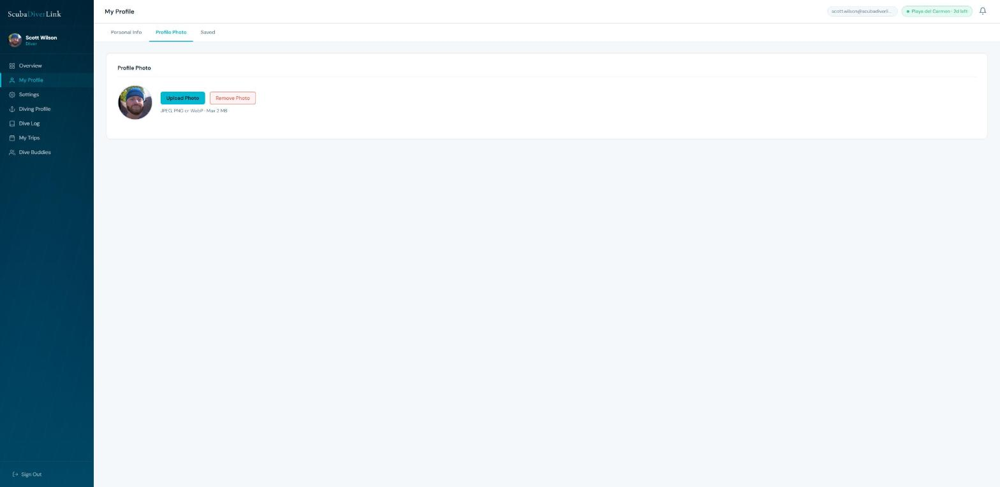 ScubaDiverLink
My Profile
scott.wilson@scubadiverli...
Playa del Carmen · 2d left
Scott Wilson
Diver
Personal Info
Profile Photo
Saved
Overview
My Profile
Settings
Diving Profile
Dive Log
My Trips
Dive Buddies
Sign Out
Profile Photo
Upload Photo
Remove Photo
JPEG, PNG or WebP · Max 2 MB